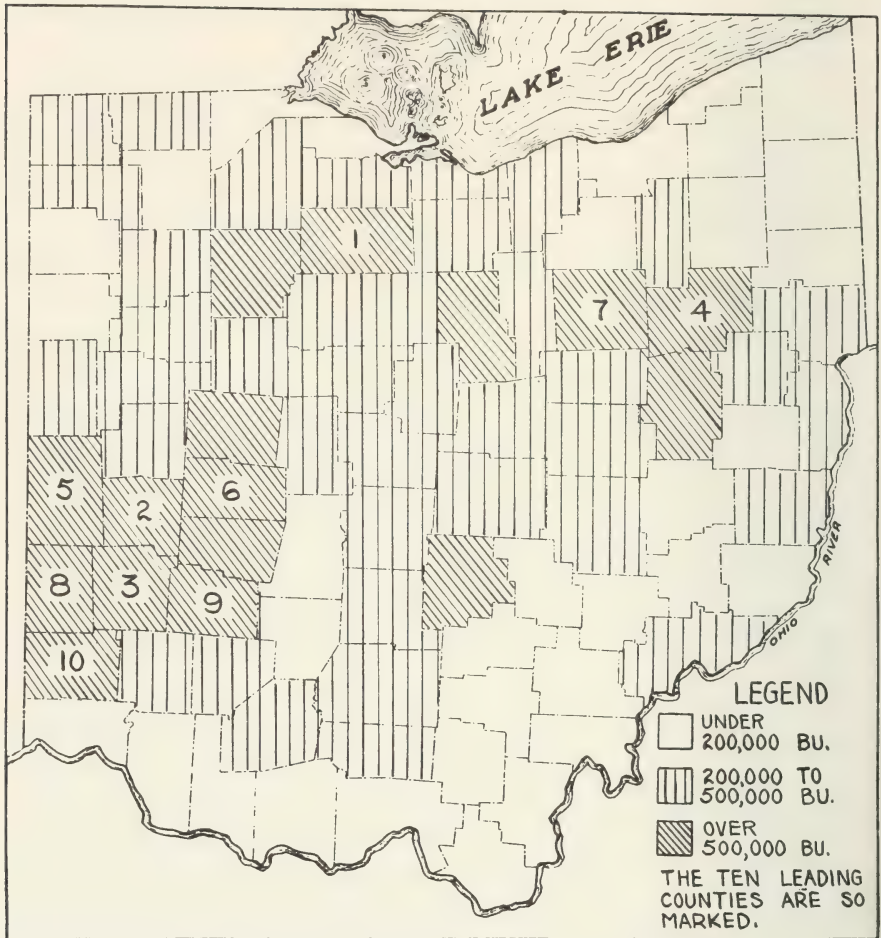 LAKE ERIE
1
7
4
5
2
6
8
3
9
10
RIVER
OHIO
LEGEND
UNDER
200,000 BU.
200,000 TO
500,000 BU.
OVER
500,000 BU.
THE TEN LEADING
COUNTIES ARE SO
MARKED.